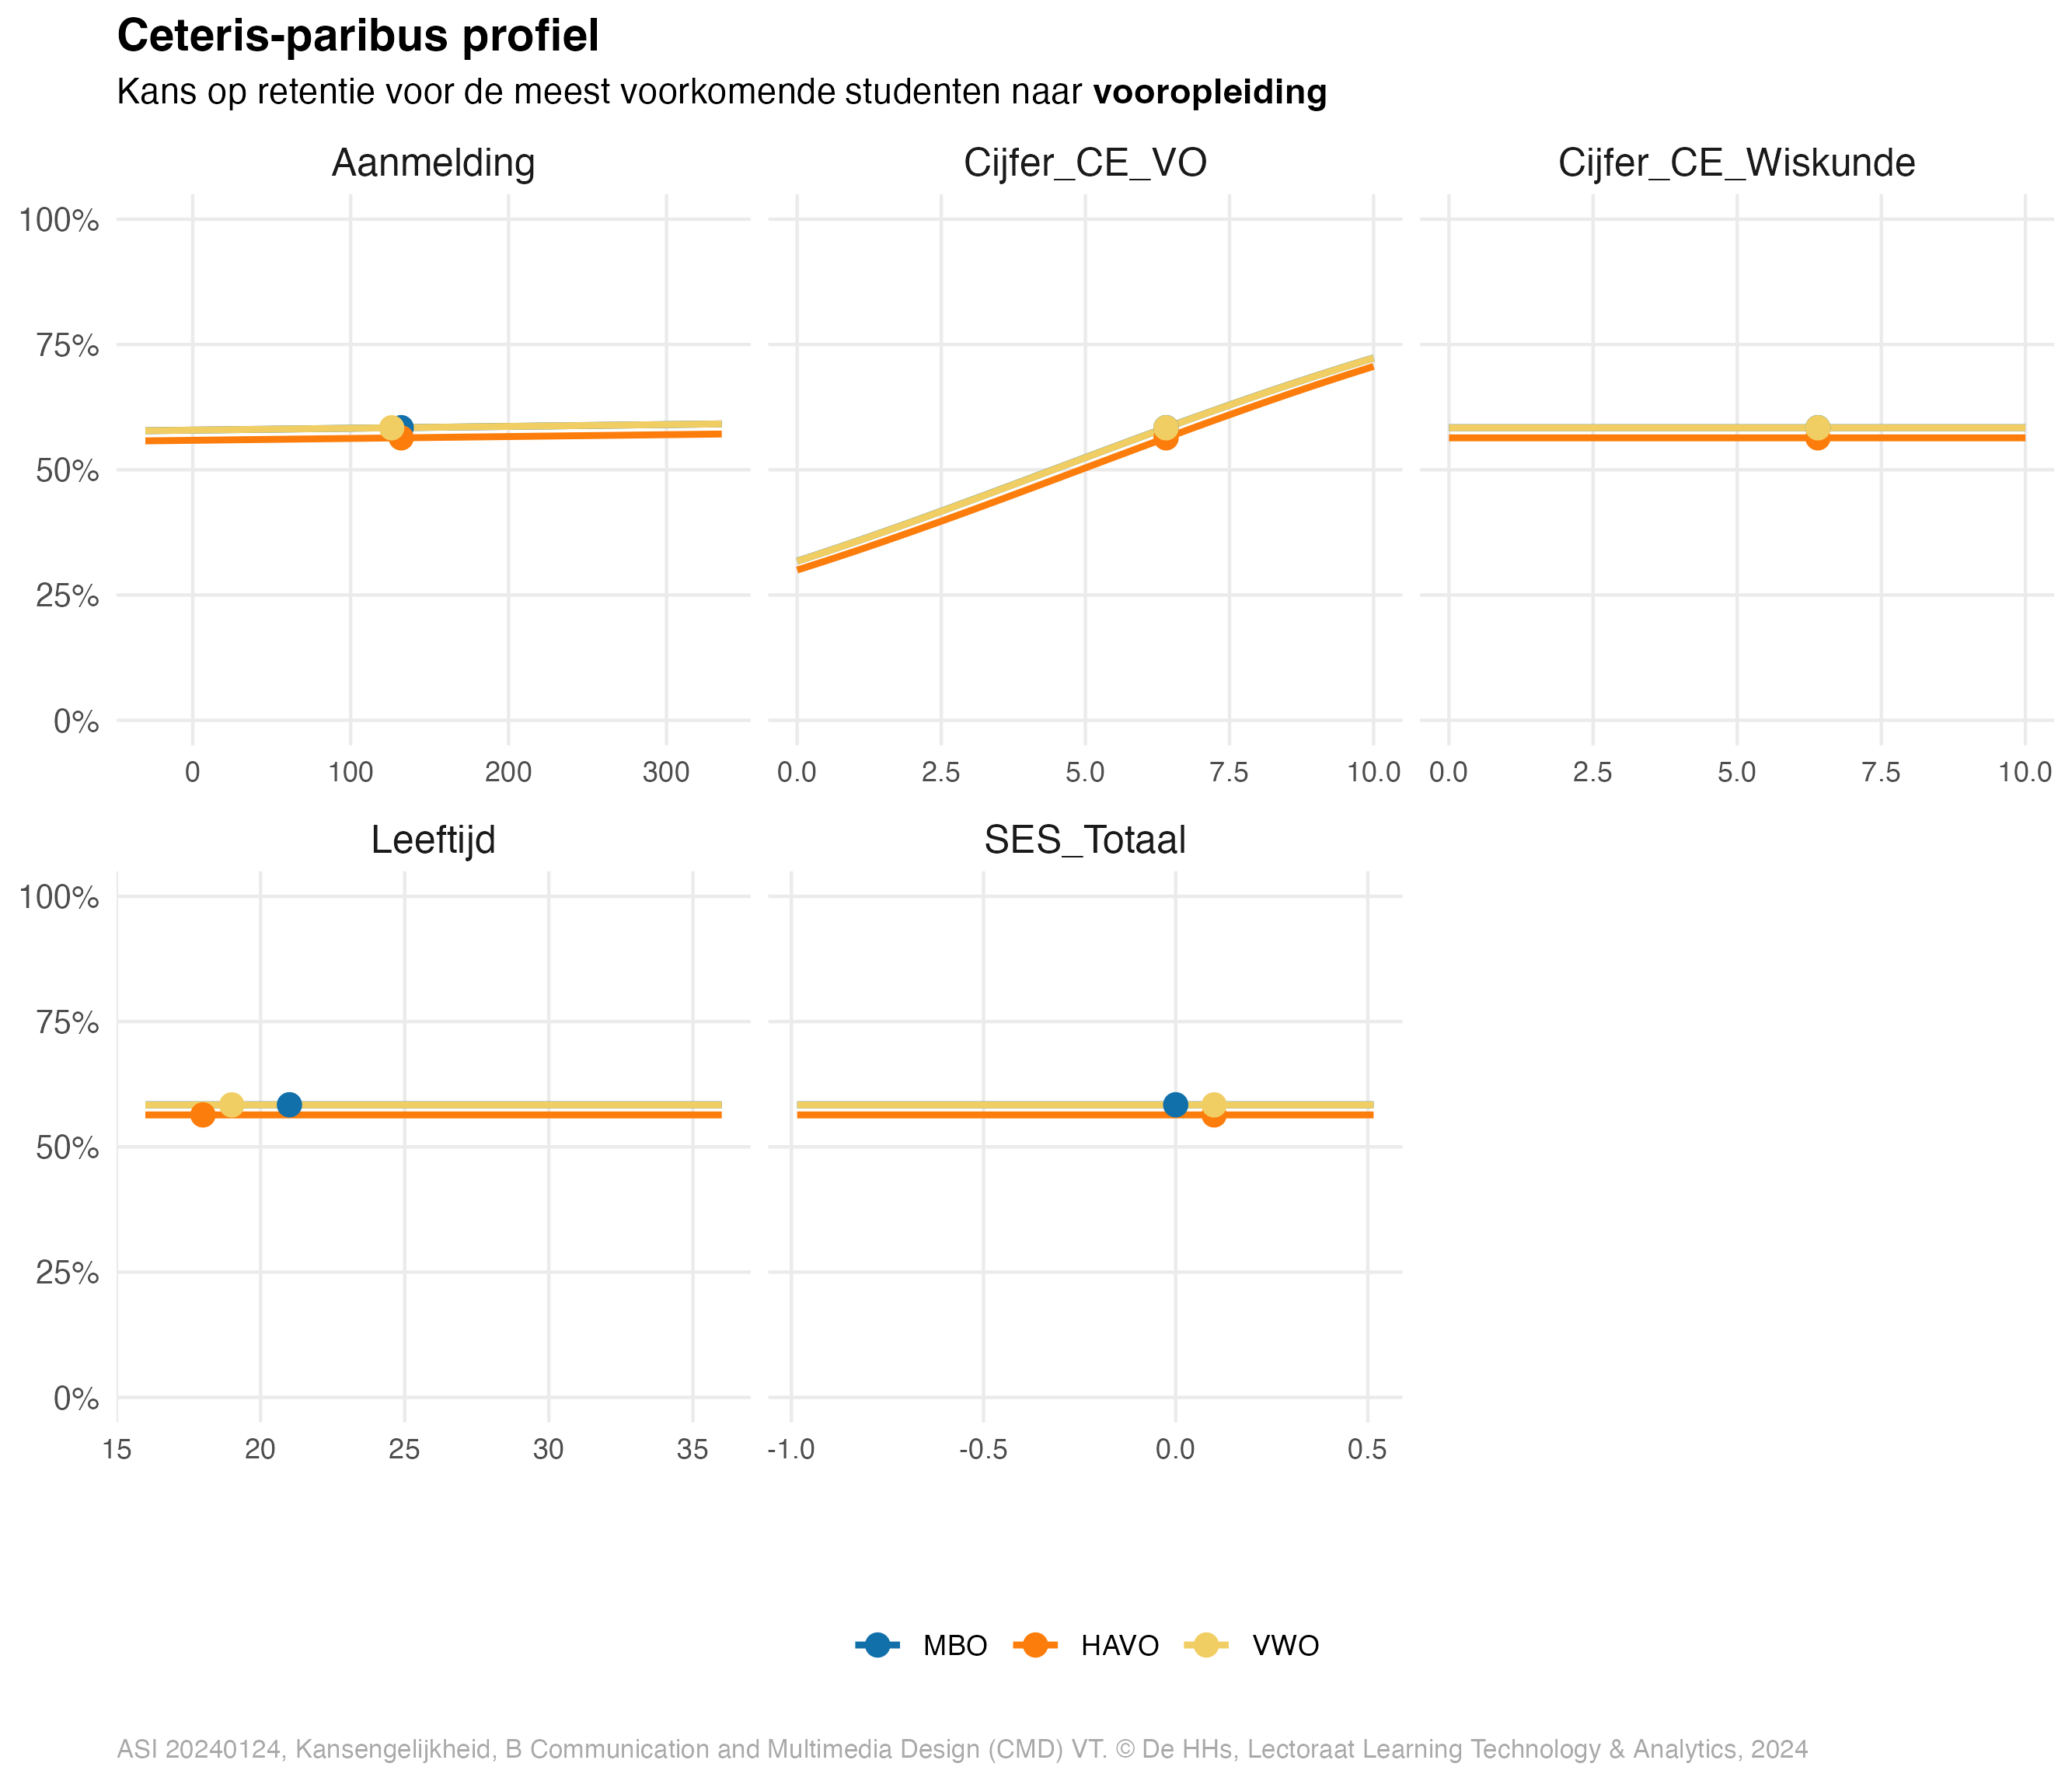 Ceteris-paribus profiel
Kans op retentie voor de meest voorkomende studenten naar vooropleiding
Aanmelding
Cijfer_CE_VO
Cijfer_CE_Wiskunde
100%
75%
50%
25%
0%
0 100 200 300
0.0 2.5 5.0 7.5 10.0
0.0 2.5 5.0 7.5 10.0
Leeftijd
SES_Totaal
100%
75%
50%
25%
0%
15 20 25 30 35
-1.0 -0.5 0.0 0.5
MBO HAVO VWO
ASI 20240124, Kansengelijkheid, B Communication and Multimedia Design (CMD) VT. © De HHs, Lectoraat Learning Technology & Analytics, 2024